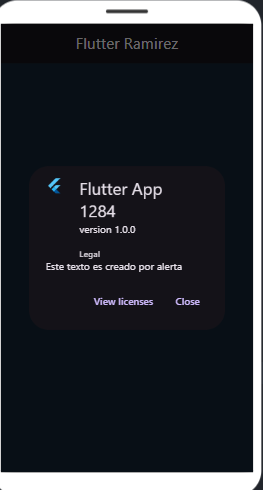 Flutter Ramirez
Flutter App
1284
version 1.0.0
Legal
Este texto es creado por alerta
View licenses Close